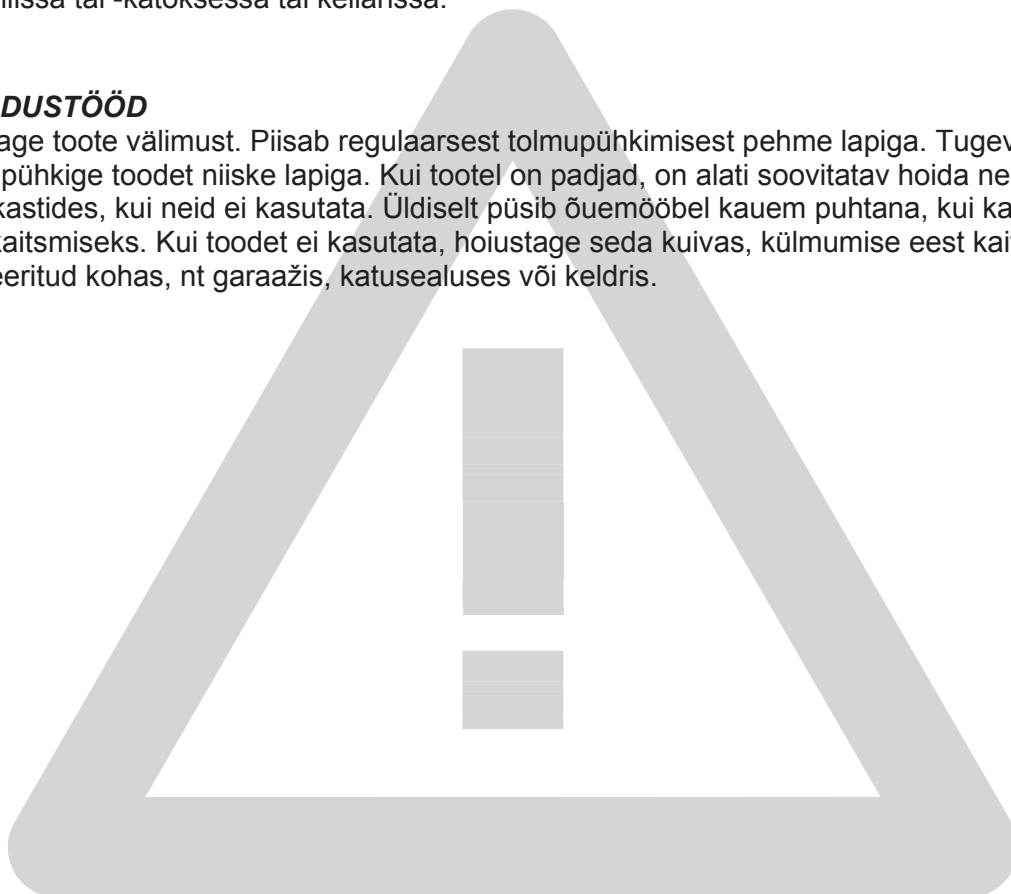 -katoksessa tai kellarissa.
DUSTÖÖD
age toote välimust. Piisab regulaarsest tolmupühkimisest pehme lapiga. Tugev
pühkige toodet niiske lapiga. Kui tootel on padjad, on alati soovitatav hoida ne
kastides, kui neid ei kasutata. Üldiselt püsib õuemööbel kauem puhtana, kui ka
kaitsmiseks. Kui toodet ei kasutata, hoiustage seda kuivas, külmumise eest kai
eeritud kohas, nt garaažis, katusealuses või keldris.